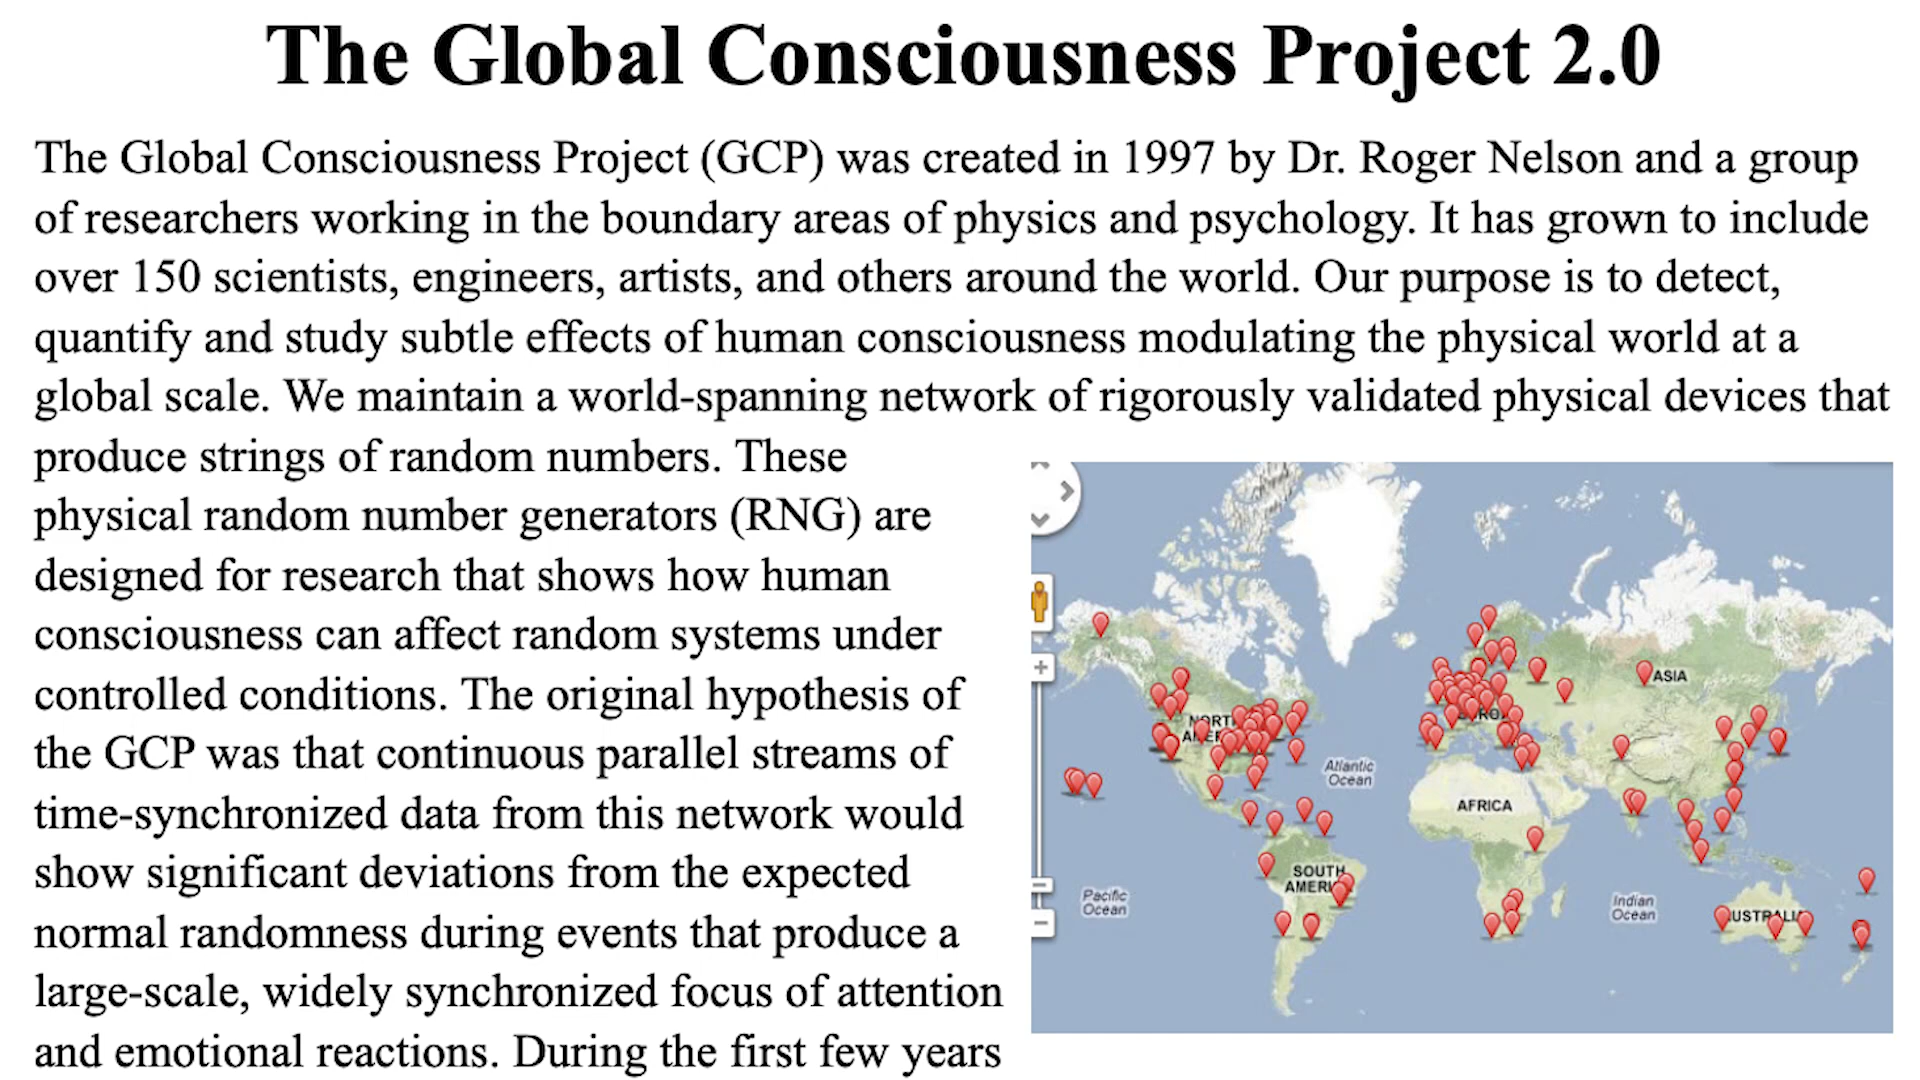 The Global Consciousness Project 2.0
The Global Consciousness Project (GCP) was created in 1997 by Dr. Roger Nelson and a group
of researchers working in the boundary areas of physics and psychology. It has grown to include
over 150 scientists, engineers, artists, and others around the world. Our purpose is to detect,
quantify and study subtle effects of human consciousness modulating the physical world at a
global scale. We maintain a world-spanning network of rigorously validated physical devices that
produce strings of random numbers. These
physical random number generators (RNG) are
designed for research that shows how human
consciousness can affect random systems under
controlled conditions. The original hypothesis of
the GCP was that continuous parallel streams of
time-synchronized data from this network would
show significant deviations from the expected
normal randomness during events that produce a
large-scale, widely synchronized focus of attention
and emotional reactions. During the first few years
ASIA
Atlantic
Ocean
AFRICA
SOUTH
Pacific
Ocean
Indian
Ocean